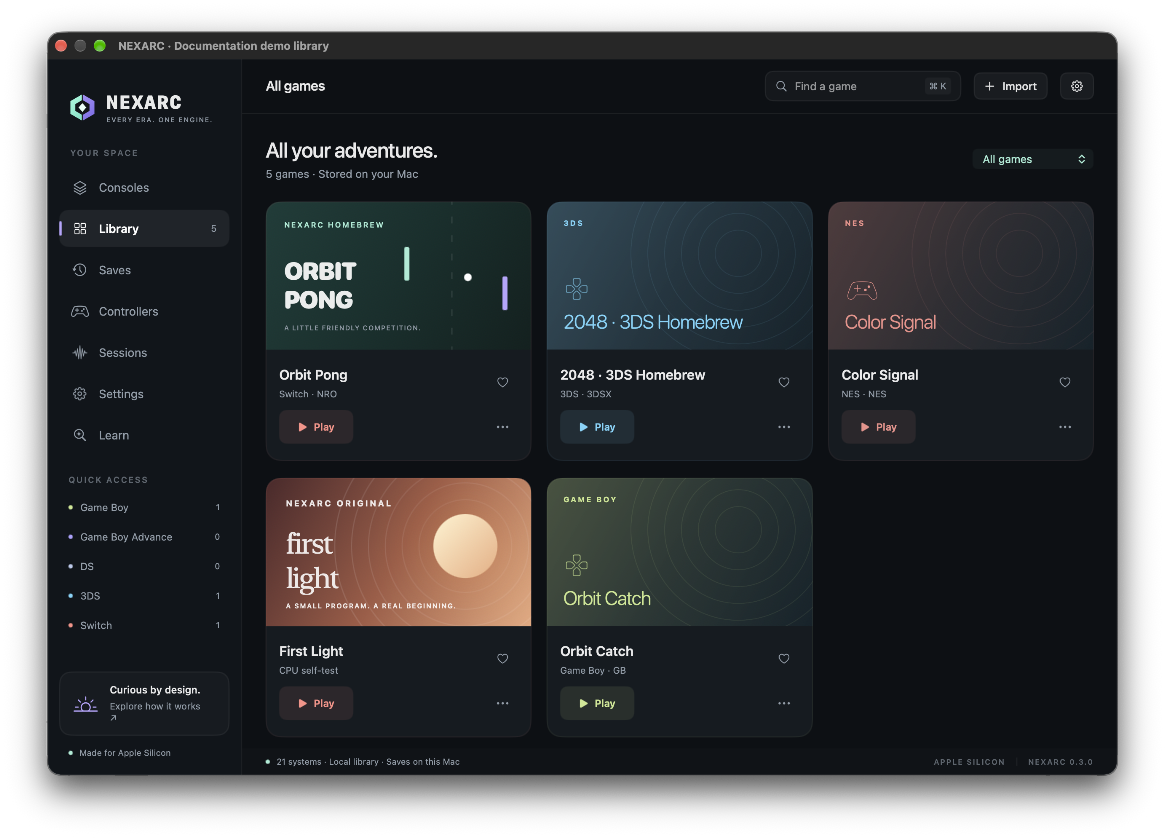 NEXARC · Documentation demo library
NEXARC
EVERY ERA. ONE ENGINE.
YOUR SPACE
Consoles
Library 5
Saves
Controllers
Sessions
Settings
Learn
QUICK ACCESS
Game Boy 1
Game Boy Advance 0
DS 0
3DS 1
Switch 1
Curious by design.
Explore how it works
↗
Made for Apple Silicon
All games
Find a game ⌘ K
+ Import
All your adventures.
5 games · Stored on your Mac
All games
NEXARC HOMEBREW
ORBIT
PONG
A LITTLE FRIENDLY COMPETITION.
Orbit Pong
Switch · NRO
Play
3DS
2048 · 3DS Homebrew
2048 · 3DS Homebrew
3DS · 3DSX
Play
NES
Color Signal
Color Signal
NES · NES
Play
NEXARC ORIGINAL
first
light
A SMALL PROGRAM. A REAL BEGINNING.
First Light
CPU self-test
Play
GAME BOY
Orbit Catch
Orbit Catch
Game Boy · GB
Play
21 systems · Local library · Saves on this Mac
APPLE SILICON
NEXARC 0.3.0